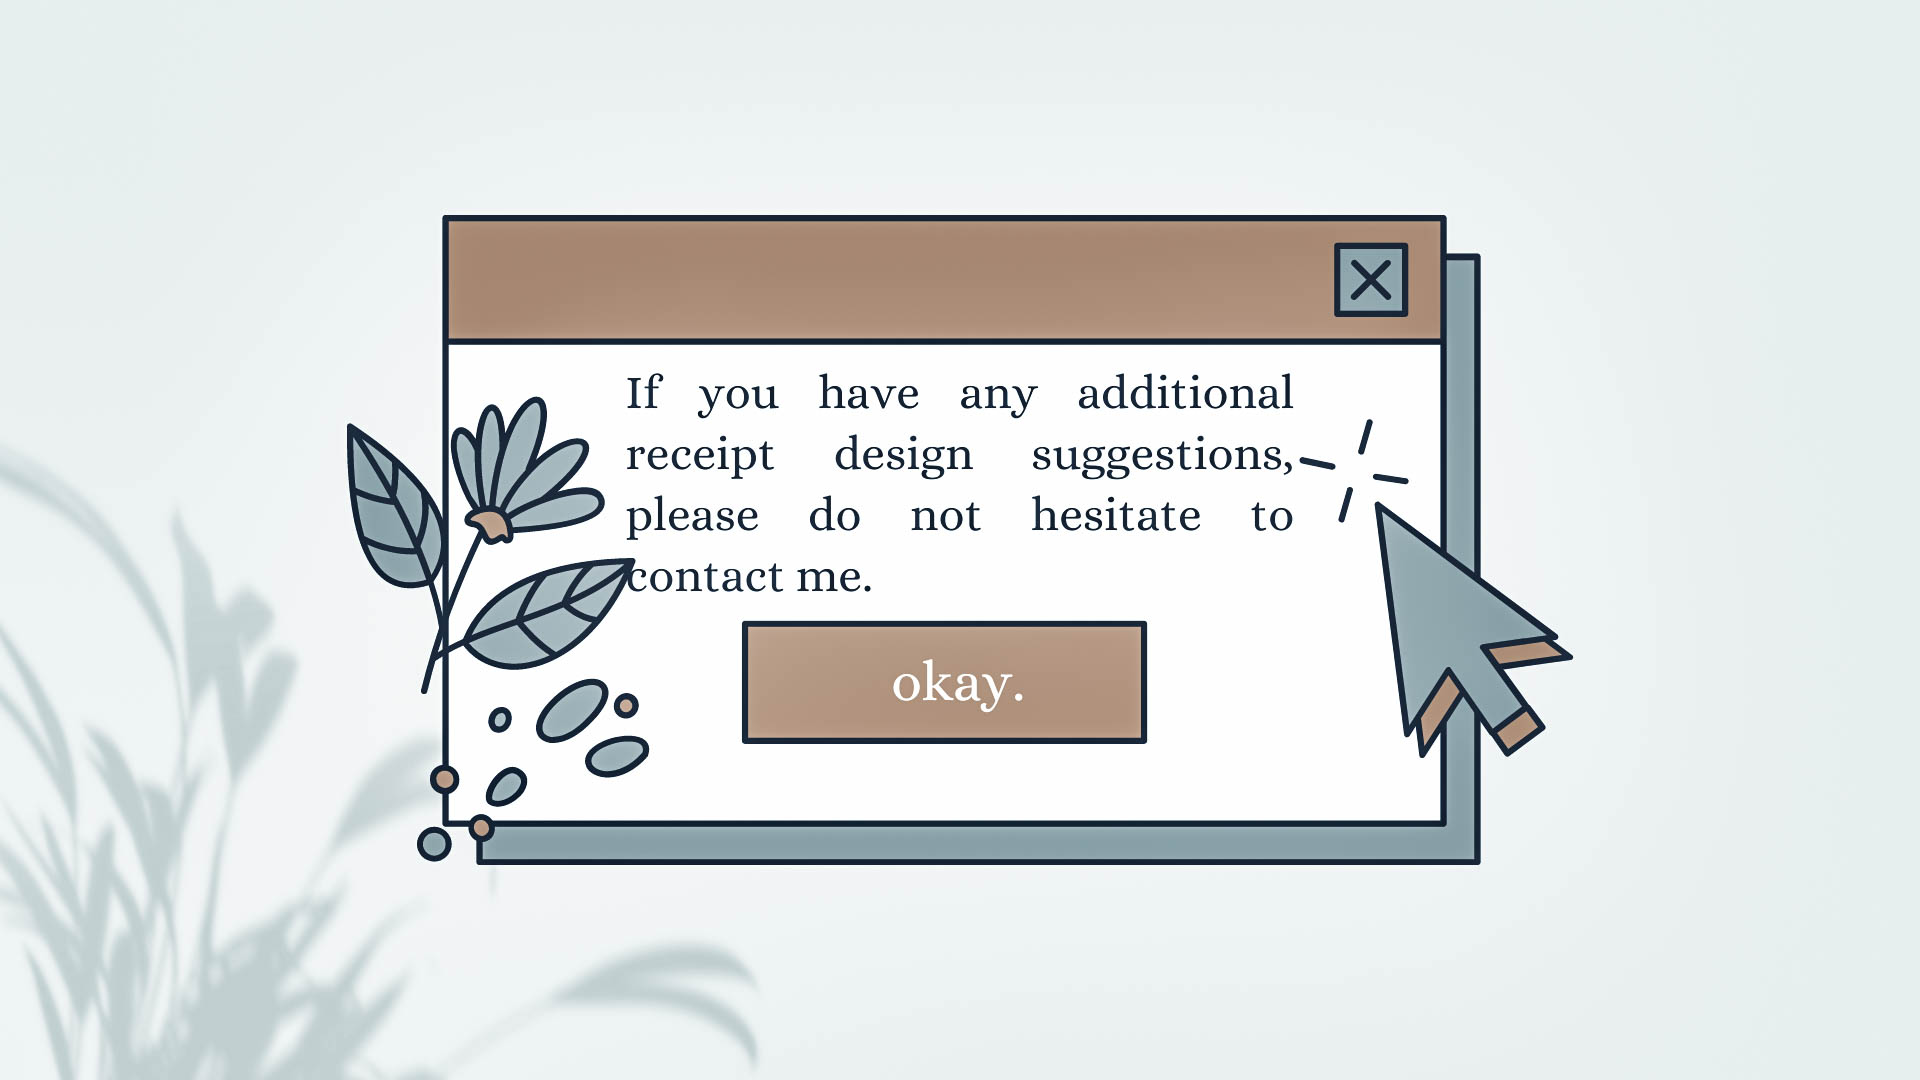 If you have any additional
receipt design suggestions,
please do not hesitate to
contact me.
okay.